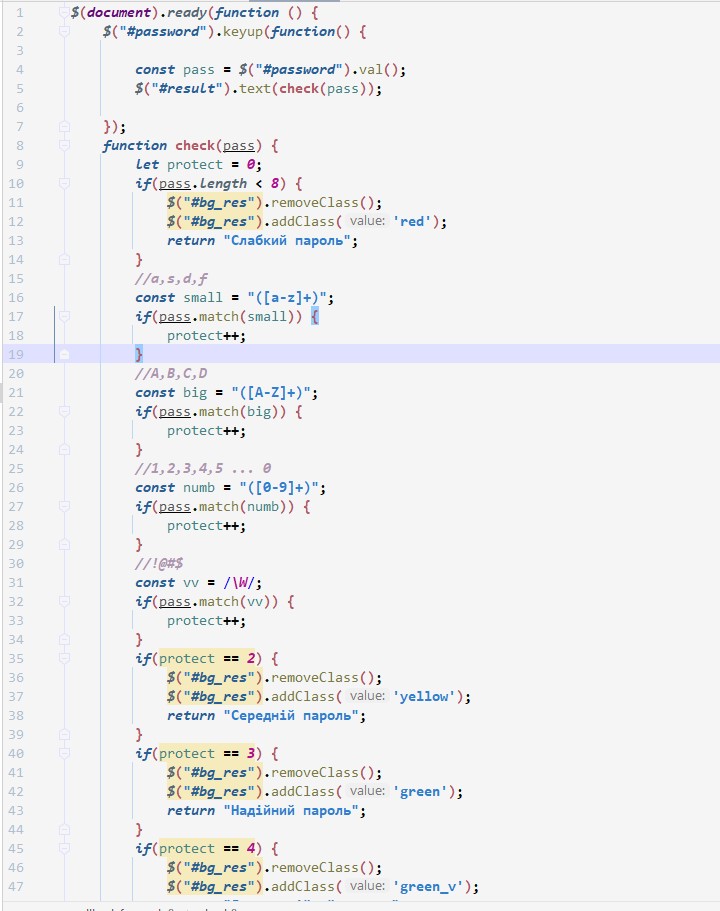 1 $(document).ready(function () {
2 $("#password").keyup(function() {
3
4 const pass = $("#password").val();
5 $("#result").text(check(pass));
6
7 });
8 function check(pass) {
9 let protect = 0;
10 if(pass.length < 8) {
11 $("#bg_res").removeClass();
12 $("#bg_res").addClass( value: 'red');
13 return "Слабкий пароль";
14 }
15 //a,s,d,f
16 const small = "([a-z]+)";
17 if(pass.match(small)) {
18 protect++;
19 }
20 //A,B,C,D
21 const big = "([A-Z]+)";
22 if(pass.match(big)) {
23 protect++;
24 }
25 //1,2,3,4,5 ... 0
26 const numb = "([0-9]+)";
27 if(pass.match(numb)) {
28 protect++;
29 }
30 //!@#$
31 const vv = /\W/;
32 if(pass.match(vv)) {
33 protect++;
34 }
35 if(protect == 2) {
36 $("#bg_res").removeClass();
37 $("#bg_res").addClass( value: 'yellow');
38 return "Середній пароль";
39 }
40 if(protect == 3) {
41 $("#bg_res").removeClass();
42 $("#bg_res").addClass( value: 'green');
43 return "Надійний пароль";
44 }
45 if(protect == 4) {
46 $("#bg_res").removeClass();
47 $("#bg_res").addClass( value: 'green_v');